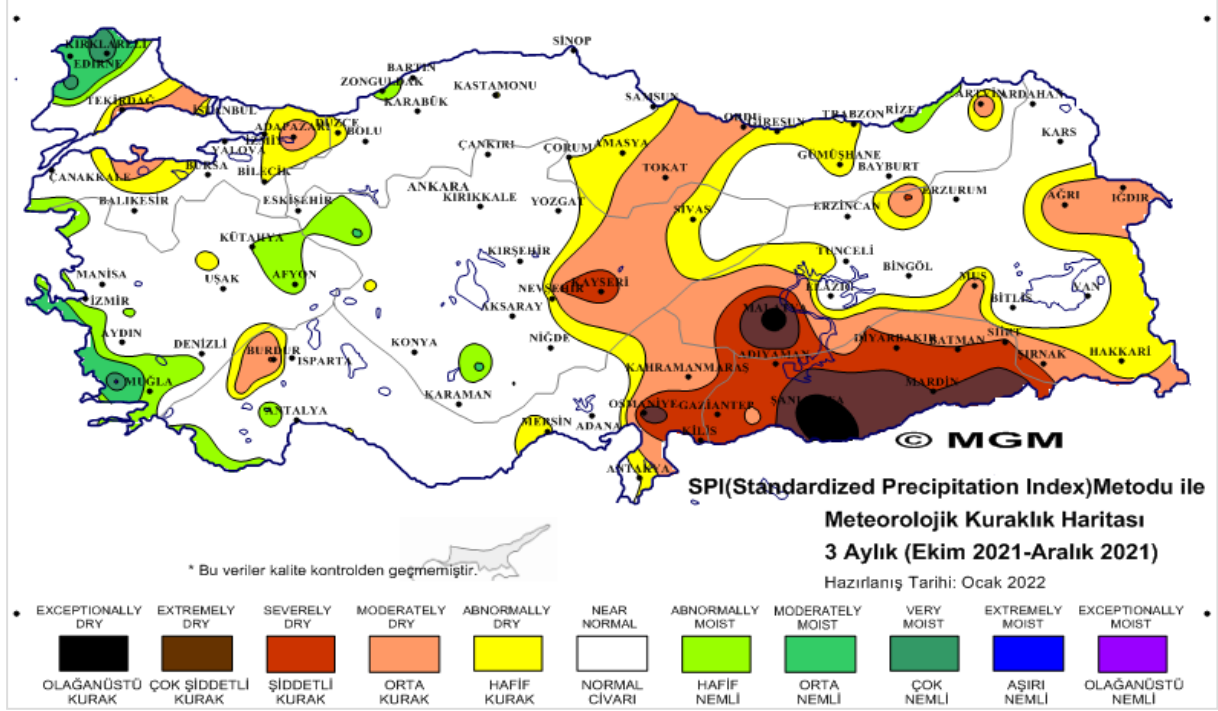 SİNOP
BARTIN
ZONGULDAK
KASTAMONU
KARABÜK
KIRKLARELİ
EDİRNE
TEKİRDAĞ
İSTANBUL
SAMSUN
ORDU
GİRESUN
TRABZON
RİZE
ARTVİN
ARDAHAN
KARS
ADAPAZARI
DÜZCE
İZMİT
BOLU
YALOVA
ÇANKIRI
ÇORUM
AMASYA
TOKAT
GÜMÜŞHANE
BAYBURT
ÇANAKKALE
BURSA
BİLECİK
ANKARA
KIRIKKALE
YOZGAT
SİVAS
ERZİNCAN
ERZURUM
AĞRI
IĞDIR
BALIKESİR
ESKİŞEHİR
KÜTAHYA
KIRŞEHİR
TUNCELİ
BİNGÖL
MUŞ
MANİSA
UŞAK
AFYON
NEVŞEHİR
KAYSERİ
ELAZIĞ
BİTLİS
VAN
İZMİR
AKSARAY
MALATYA
AYDIN
DENİZLİ
BURDUR
ISPARTA
KONYA
NİĞDE
ADIYAMAN
DİYARBAKIR
BATMAN
SİİRT
ŞIRNAK
HAKKARİ
MUĞLA
KAHRAMANMARAŞ
MARDİN
KARAMAN
OSMANİYE
GAZİANTEP
ANTALYA
MERSİN
ADANA
KİLİS
ANTAKYA
© MGM
SPI(Standardized Precipitation Index)Metodu ile
Meteorolojik Kuraklık Haritası
3 Aylık (Ekim 2021-Aralık 2021)
Hazırlanış Tarihi: Ocak 2022
* Bu veriler kalite kontrolden geçmemiştir.
EXCEPTIONALLY DRY
EXTREMELY DRY
SEVERELY DRY
MODERATELY DRY
ABNORMALLY DRY
NEAR NORMAL
ABNORMALLY MOIST
MODERATELY MOIST
VERY MOIST
EXTREMELY MOIST
EXCEPTIONALLY MOIST
OLAĞANÜSTÜ KURAK
ÇOK ŞİDDETLİ KURAK
ŞİDDETLİ KURAK
ORTA KURAK
HAFİF KURAK
NORMAL CİVARI
HAFİF NEMLİ
ORTA NEMLİ
ÇOK NEMLİ
AŞIRI NEMLİ
OLAĞANÜSTÜ NEMLİ